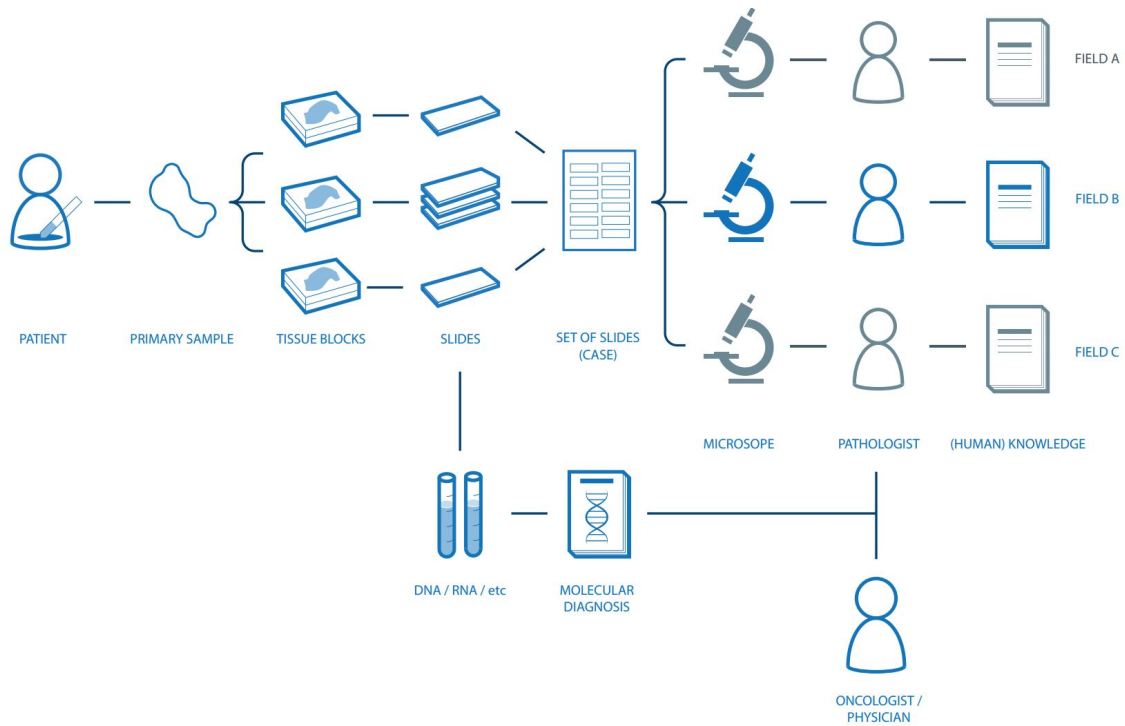 FIELD A
FIELD B
FIELD C
PATIENT
PRIMARY SAMPLE
TISSUE BLOCKS
SLIDES
SET OF SLIDES
(CASE)
MICROSOPE
PATHOLOGIST
(HUMAN) KNOWLEDGE
DNA / RNA / etc
MOLECULAR
DIAGNOSIS
ONCOLOGIST /
PHYSICIAN